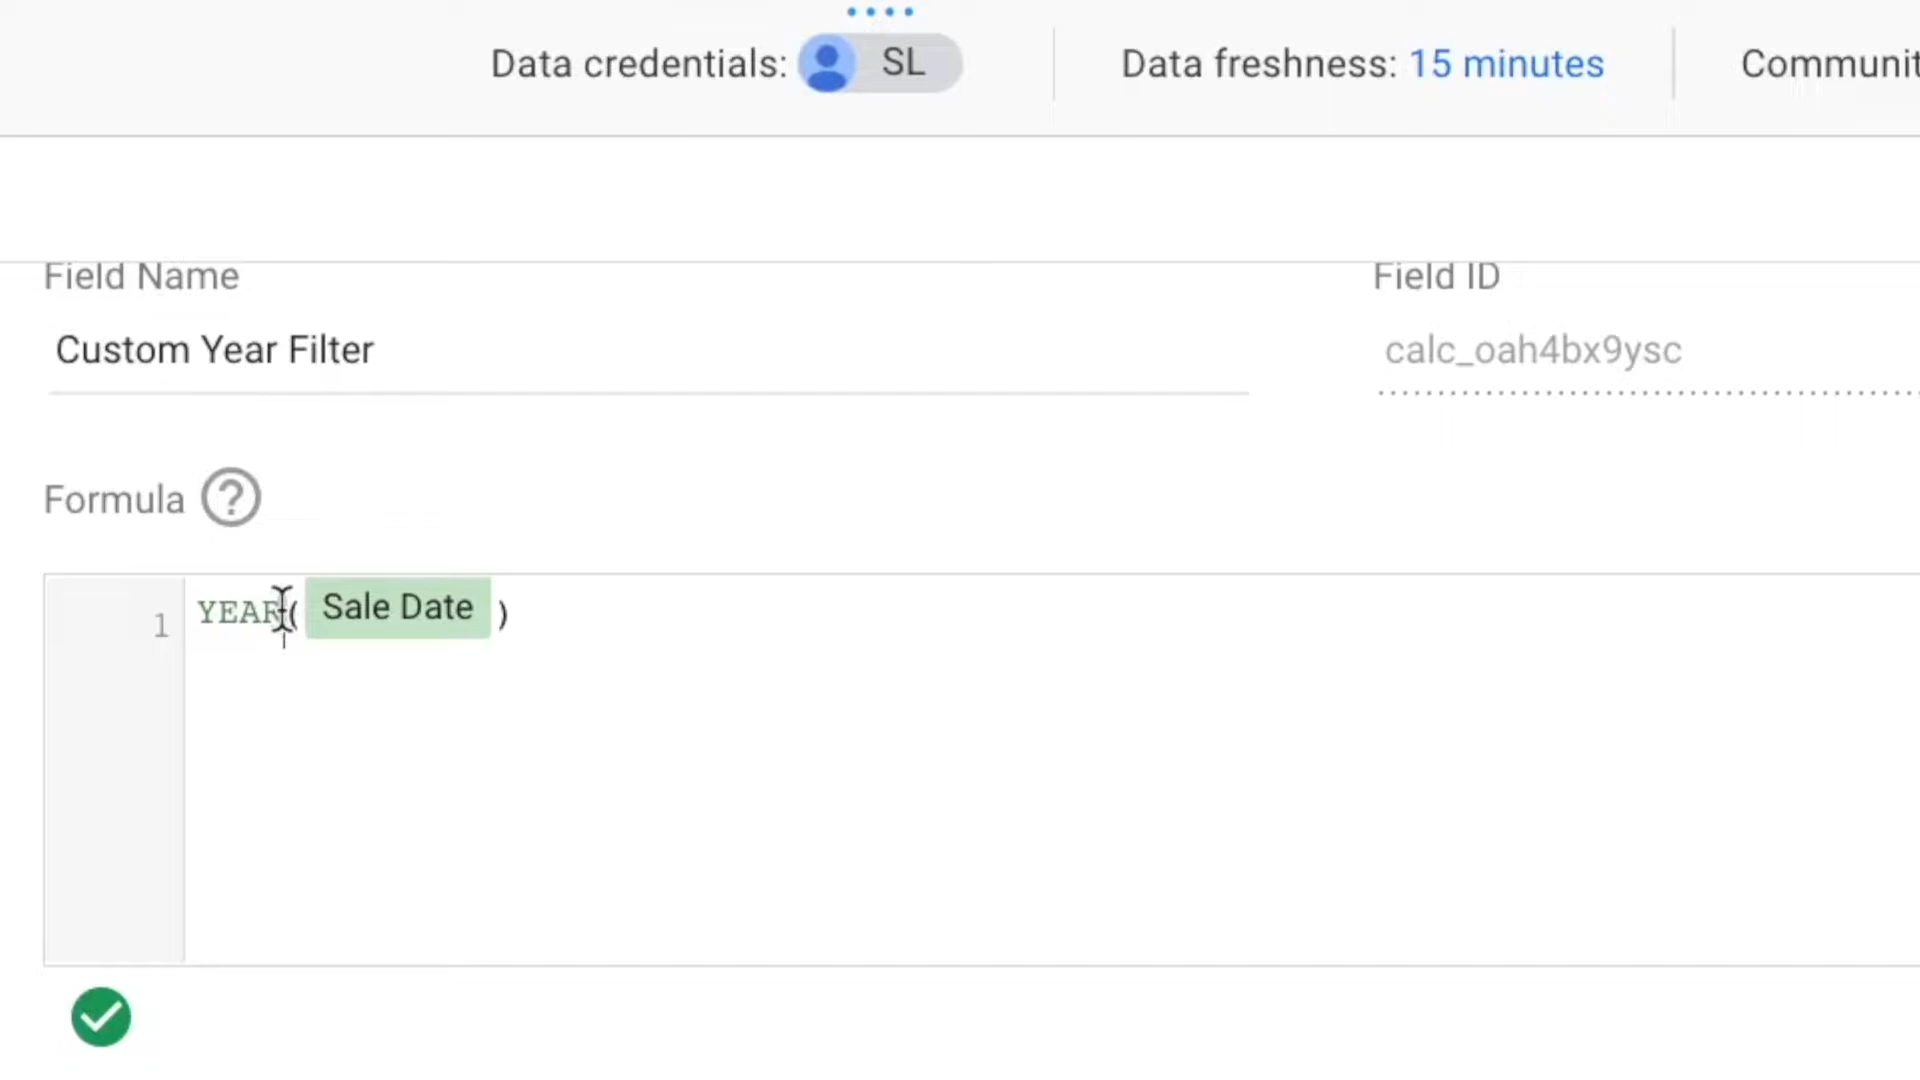 Data credentials: SL Data freshness: 15 minutes Communit
Field Name Field ID
Custom Year Filter calc_oah4bx9ysc
Formula ?
1 YEAR( Sale Date )